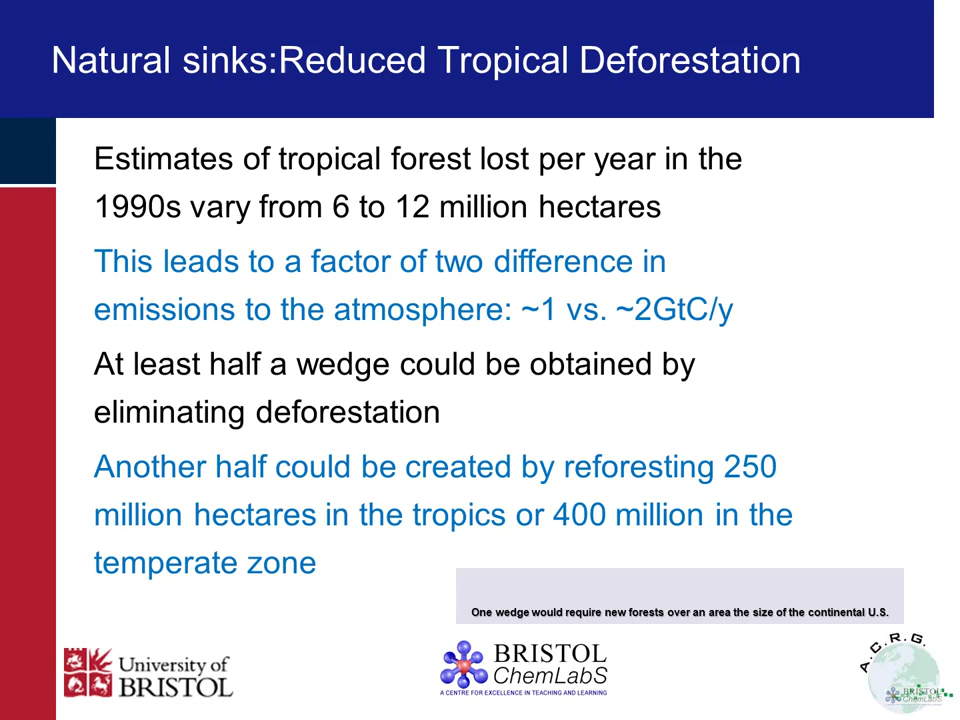 Natural sinks:Reduced Tropical Deforestation
Estimates of tropical forest lost per year in the
1990s vary from 6 to 12 million hectares
This leads to a factor of two difference in
emissions to the atmosphere: ~1 vs. ~2GtC/y
At least half a wedge could be obtained by
eliminating deforestation
Another half could be created by reforesting 250
million hectares in the tropics or 400 million in the
temperate zone
One wedge would require new forests over an area the size of the continental U.S.
University of
BRISTOL
BRISTOL
ChemLabS
A CENTRE FOR EXCELLENCE IN TEACHING AND LEARNING
A.C.R.G.
BRISTOL
ChemLabS